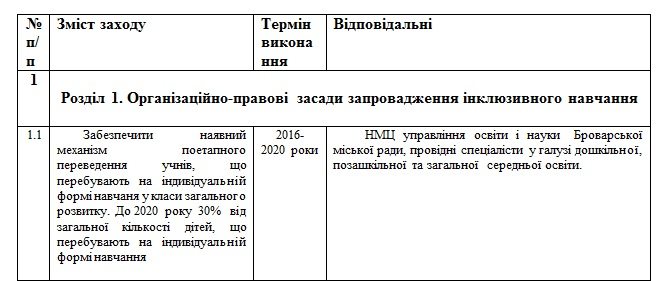 № п/п Зміст заходу Термін виконання Відповідальні
1
Розділ 1. Організаційно-правові засади запровадження інклюзивного навчання
1.1
Забезпечити наявний
механізм поетапного
переведення учнів, що
перебувають на індивідуальній
формі навчаня у класи загального
розвитку. До 2020 року 30% від
загальної кількості дітей, що
перебувають на індивідуальній
формі навчання
2016-
2020 роки
НМЦ управління освіти і науки Броварської
міської ради, провідні спеціалісти у галузі дошкільної,
позашкільної та загальної середньої освіти.